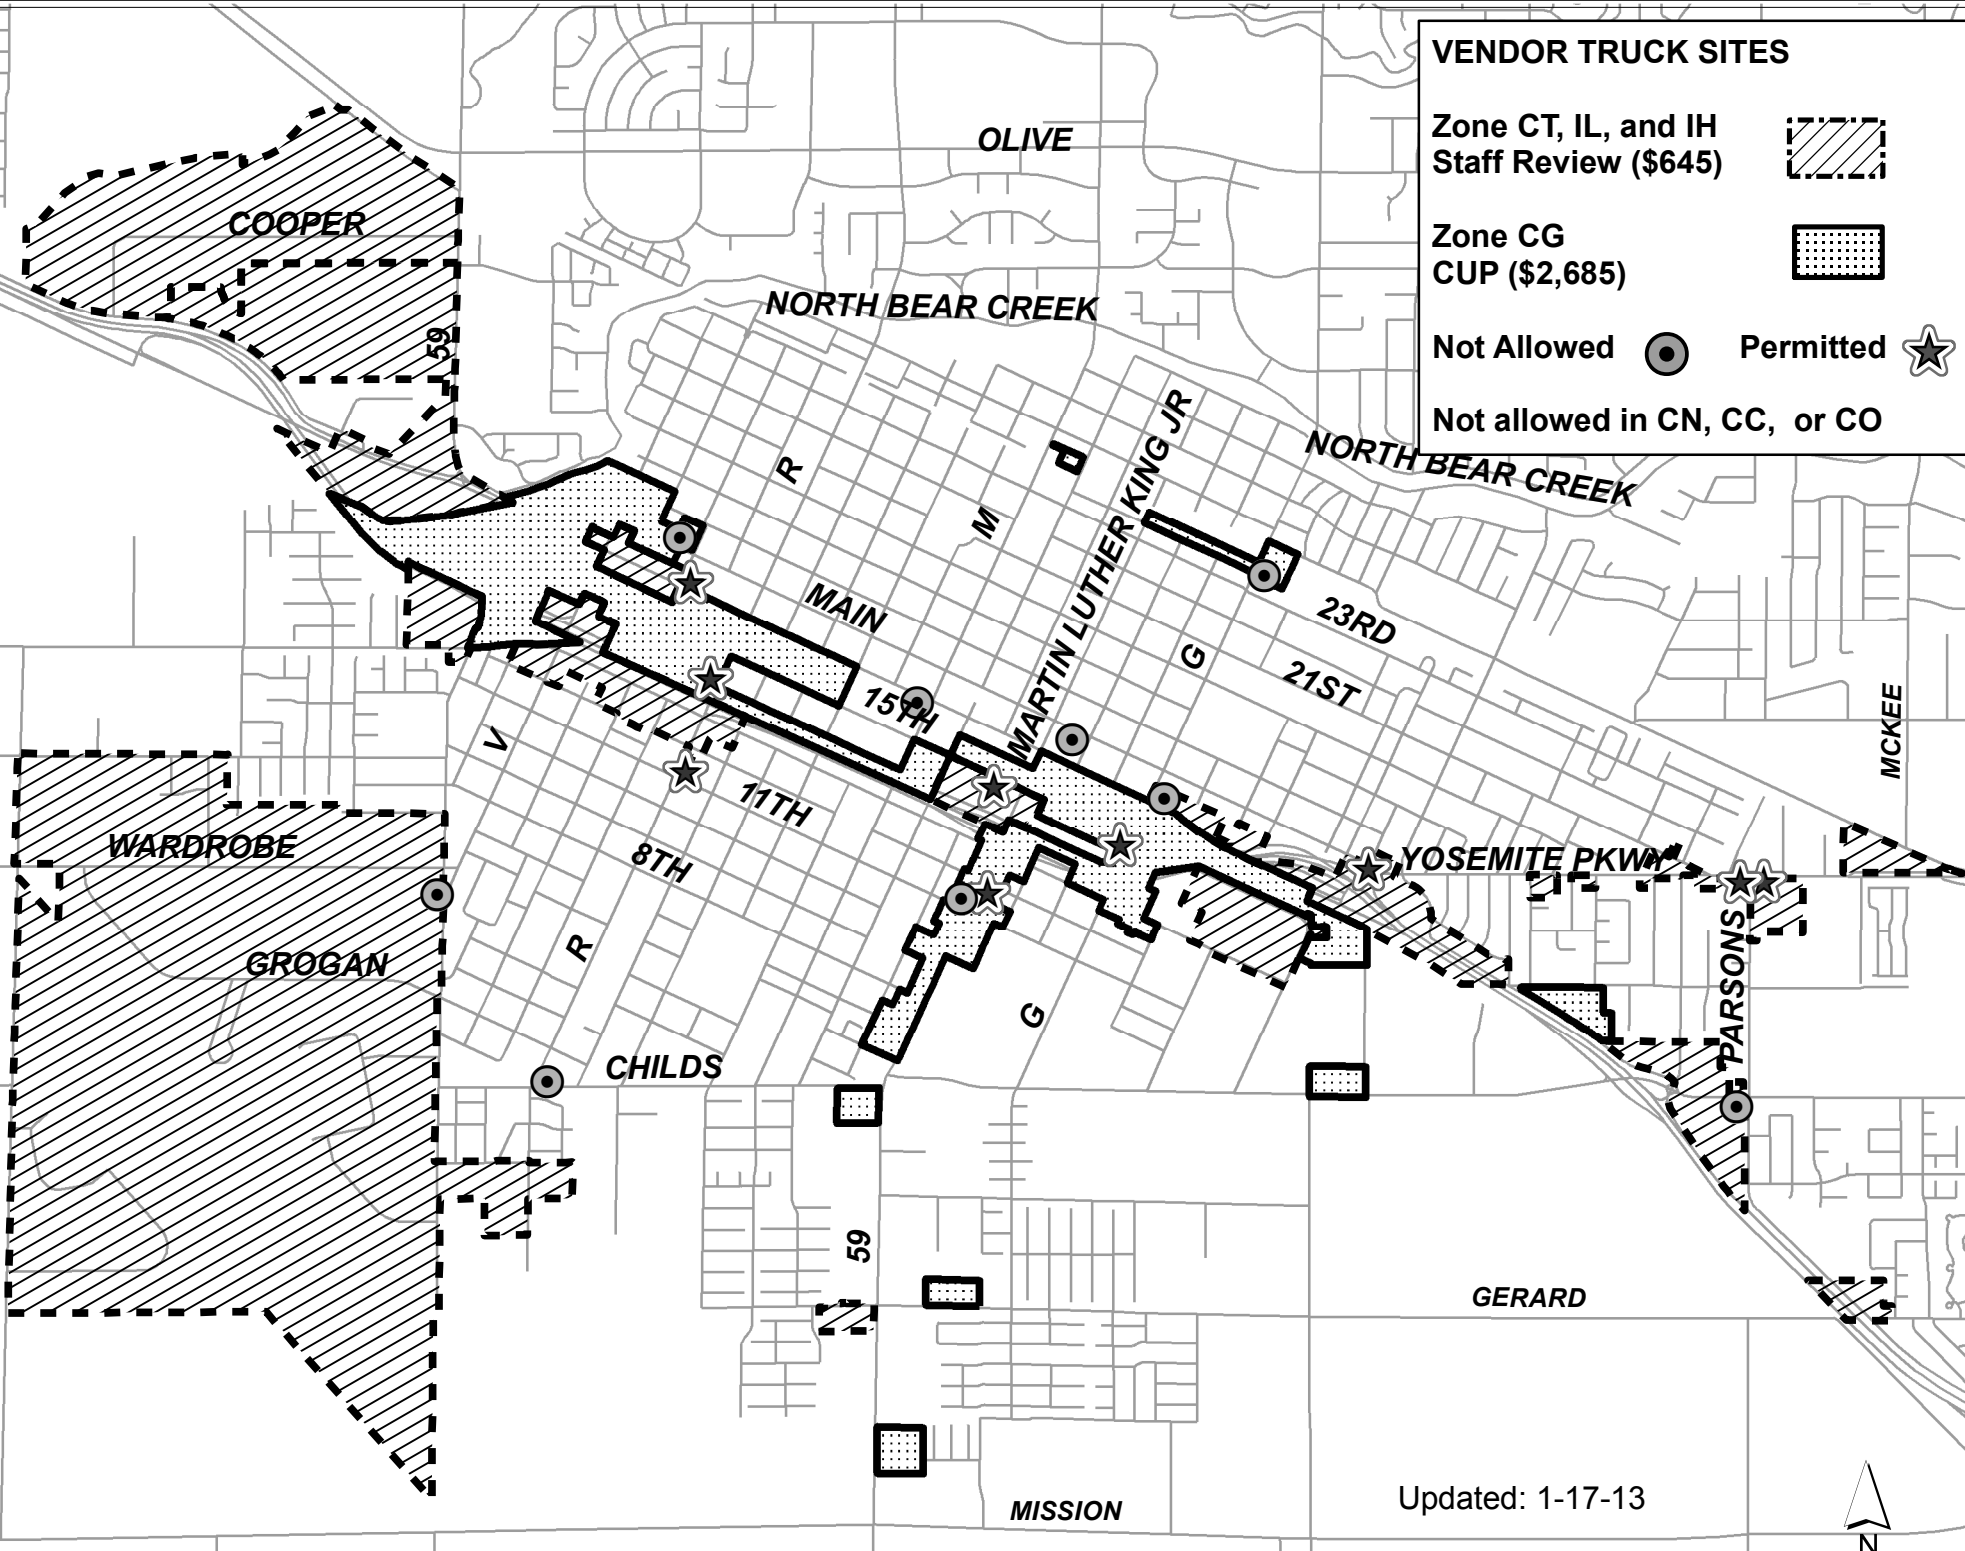 VENDOR TRUCK SITES
Zone CT, IL, and IH
Staff Review ($645)
Zone CG
CUP ($2,685)
Not Allowed
Permitted
Not allowed in CN, CC, or CO
OLIVE
COOPER
59
NORTH BEAR CREEK
NORTH BEAR CREEK
R
M
MARTIN LUTHER KING JR
MAIN
23RD
G
21ST
15TH
MCKEE
V
11TH
8TH
WARDROBE
YOSEMITE PKWY
GROGAN
R
G
PARSONS
CHILDS
59
GERARD
MISSION
Updated: 1-17-13
N